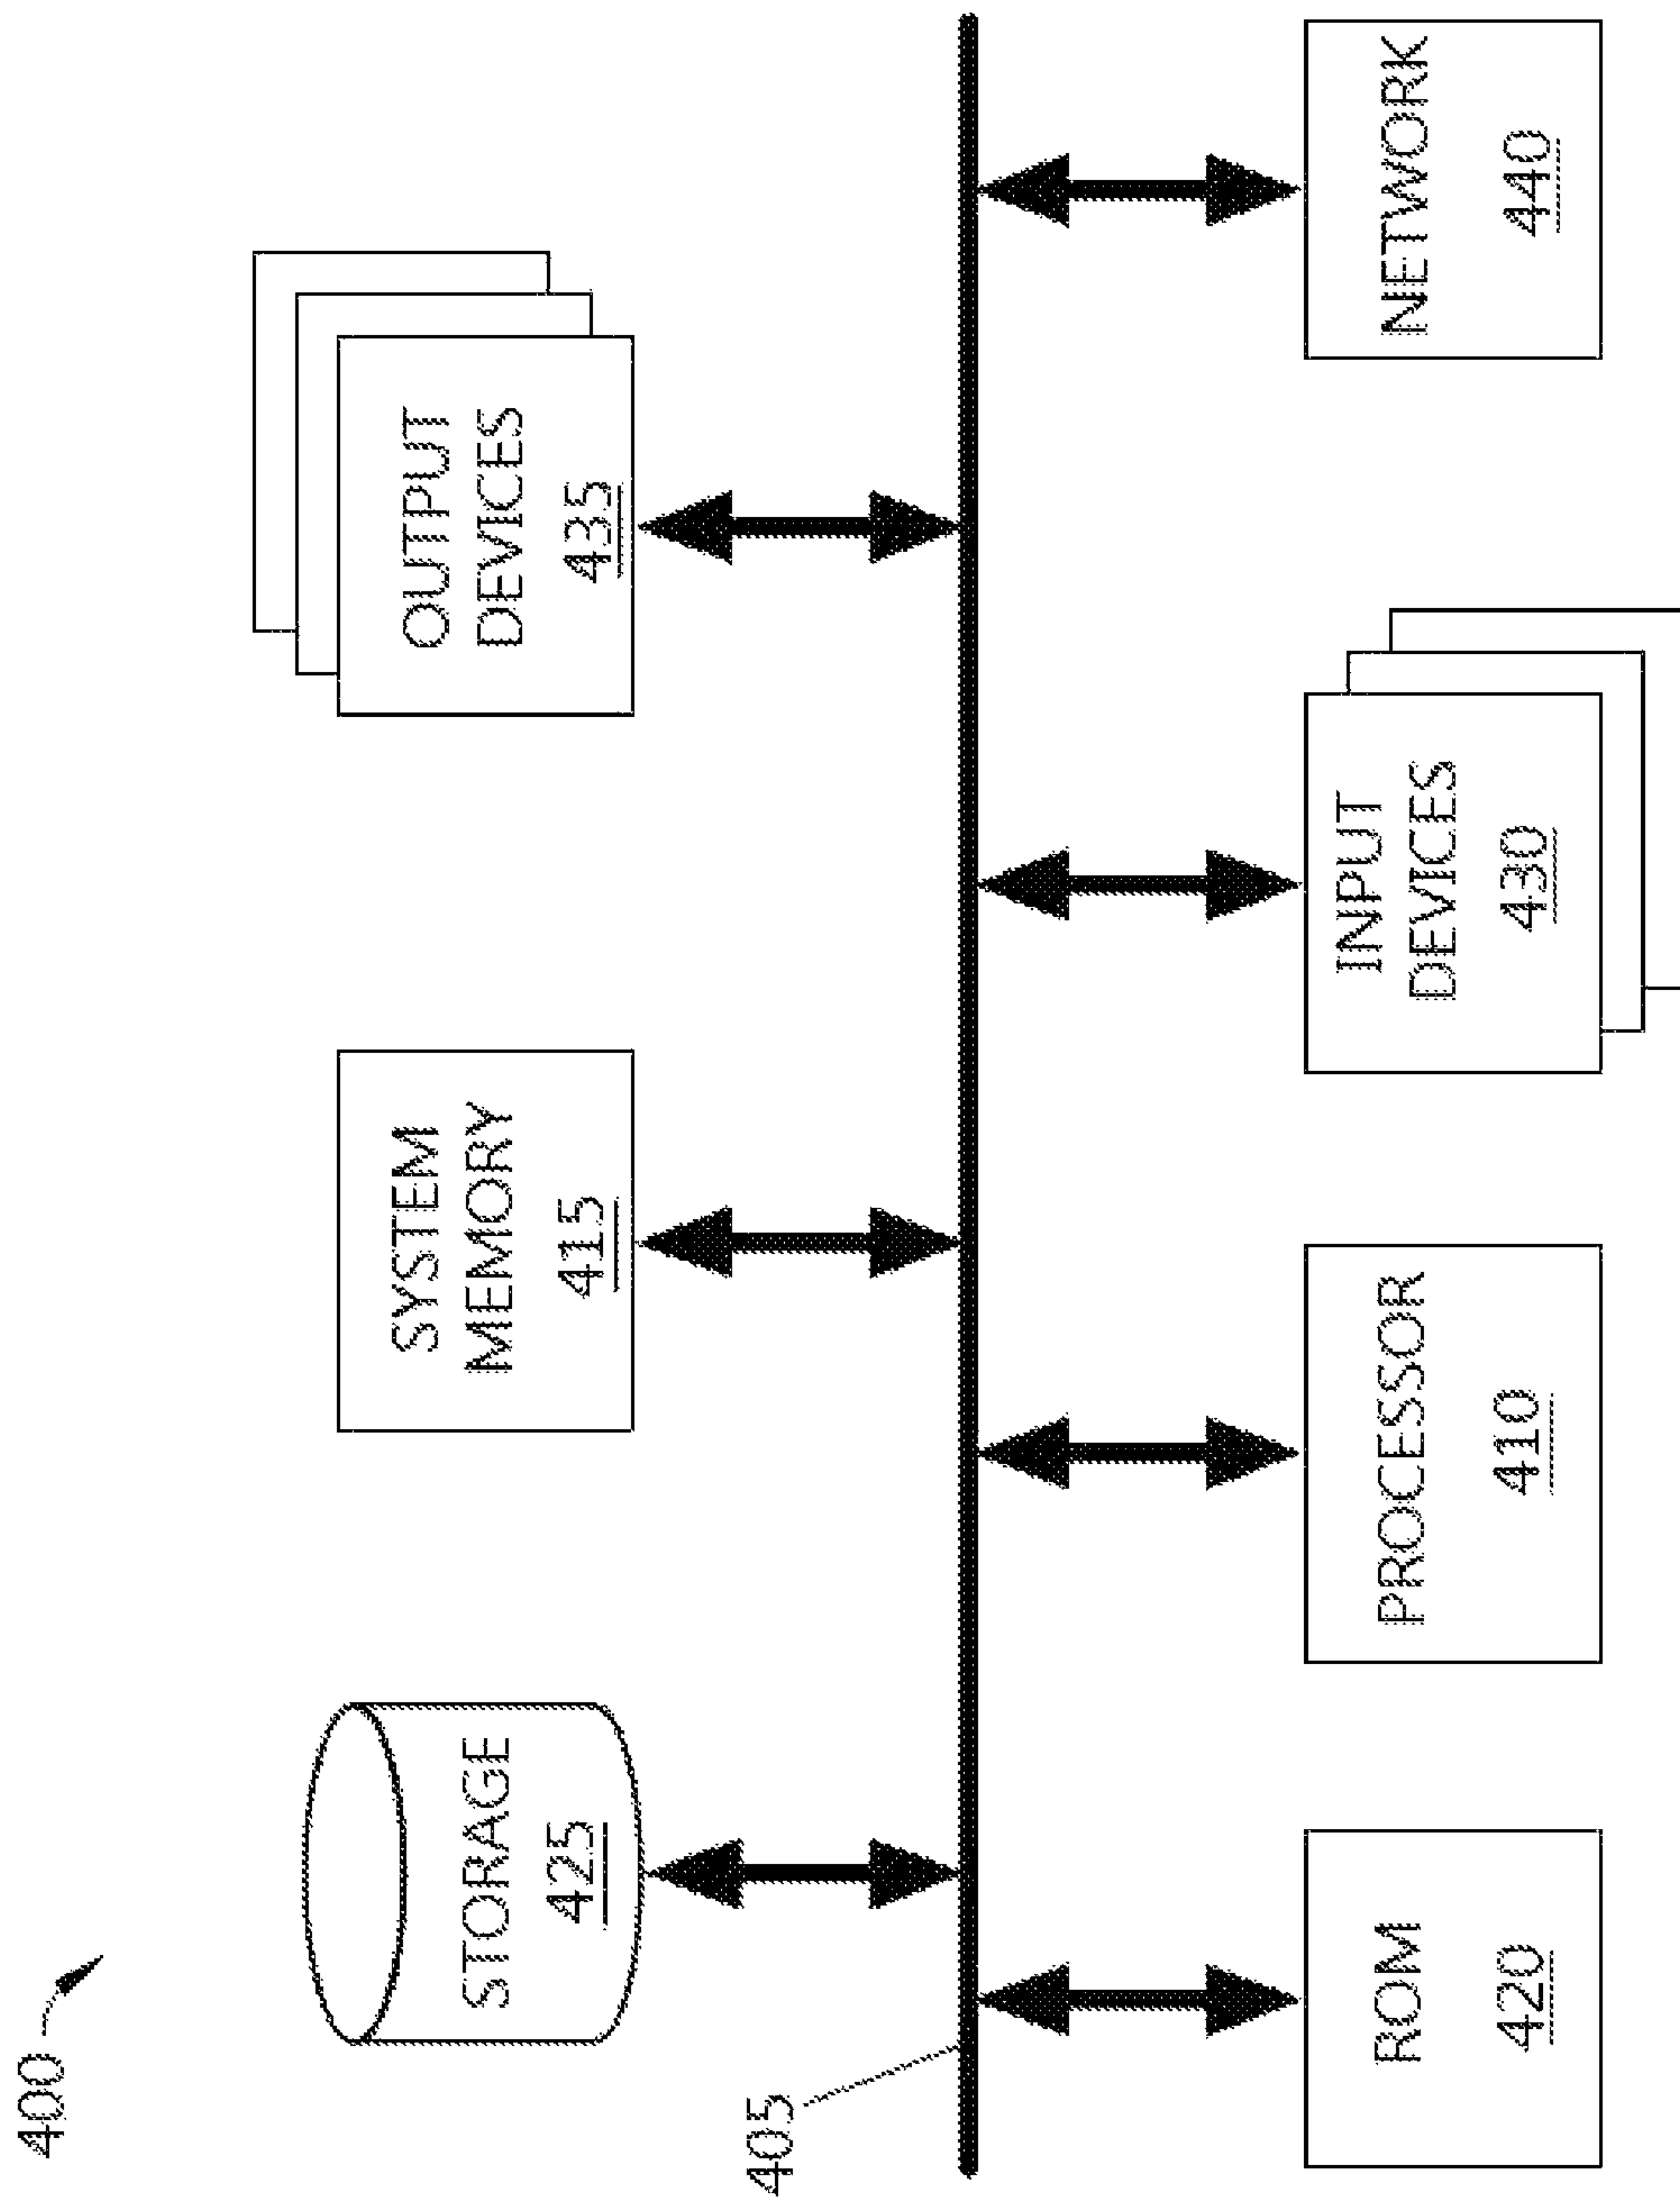 400
STORAGE
425
SYSTEM
MEMORY
415
OUTPUT
DEVICES
435
405
ROM
420
PROCESSOR
410
INPUT
DEVICES
430
NETWORK
440